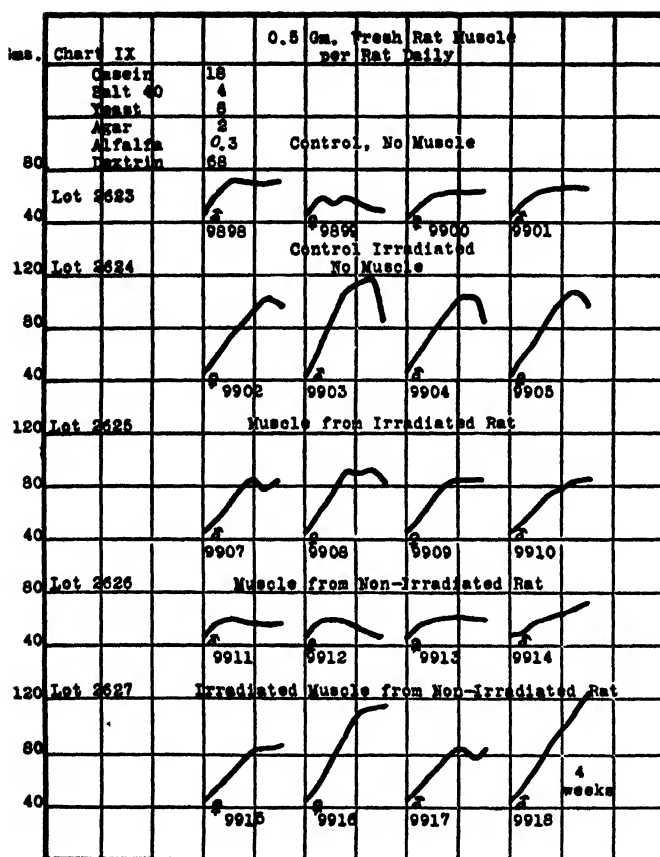 0.5 Gm. Fresh Rat Muscle
per Rat Daily
Gms. Chart IX
Casein 18
Salt 40 4
Yeast 8
Agar 2
Alfalfa 0.3
Dextrin 68
Control, No Muscle
80
Lot 2623
40
♂ ♀ ♀ ♂
9898 9899 9900 9901
Control Irradiated
No Muscle
120 Lot 2624
80
40
♀ ♂ ♂ ♀
9902 9903 9904 9905
120 Lot 2625 Muscle from Irradiated Rat
80
40
♂ ♀ ♀ ♂
9907 9908 9909 9910
80 Lot 2626 Muscle from Non-Irradiated Rat
40
♂ ♀ ♀ ♂
9911 9912 9913 9914
120 Lot 2627 Irradiated Muscle from Non-Irradiated Rat
80
4
weeks
40
♀ ♀ ♂ ♂
9915 9916 9917 9918